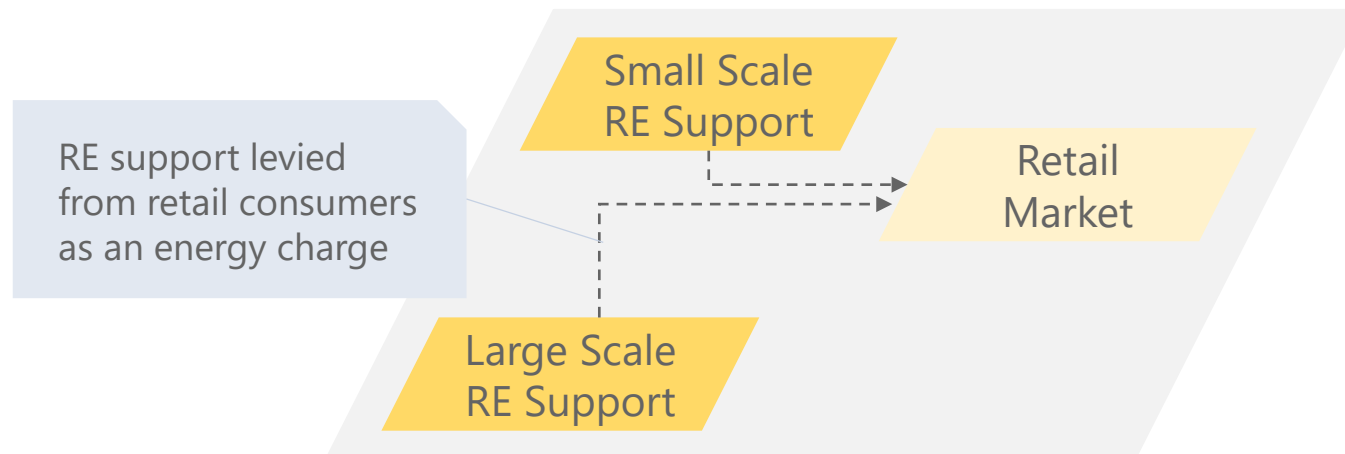 Small Scale
RE Support
RE support levied
from retail consumers
as an energy charge
Retail
Market
Large Scale
RE Support